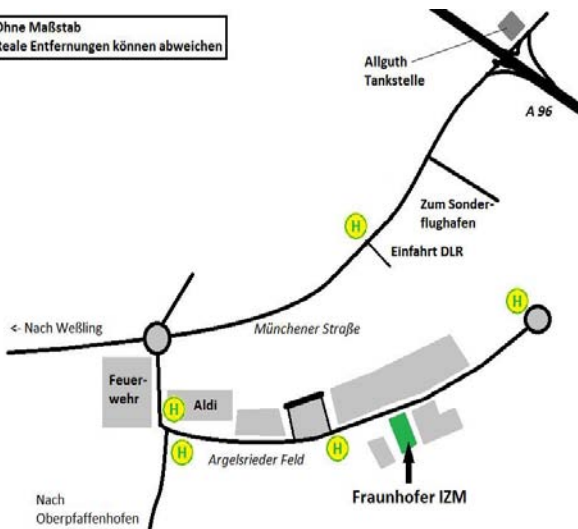 Ohne Maßstab
Reale Entfernungen können abweichen
Allguth
Tankstelle
A 96
Zum Sonder-
flughafen
H
Einfahrt DLR
H
<- Nach Weßling
Münchener Straße
Feuer-
wehr
Aldi
H
H
H
Argelsrieder Feld
Fraunhofer IZM
Nach
Oberpfaffenhofen